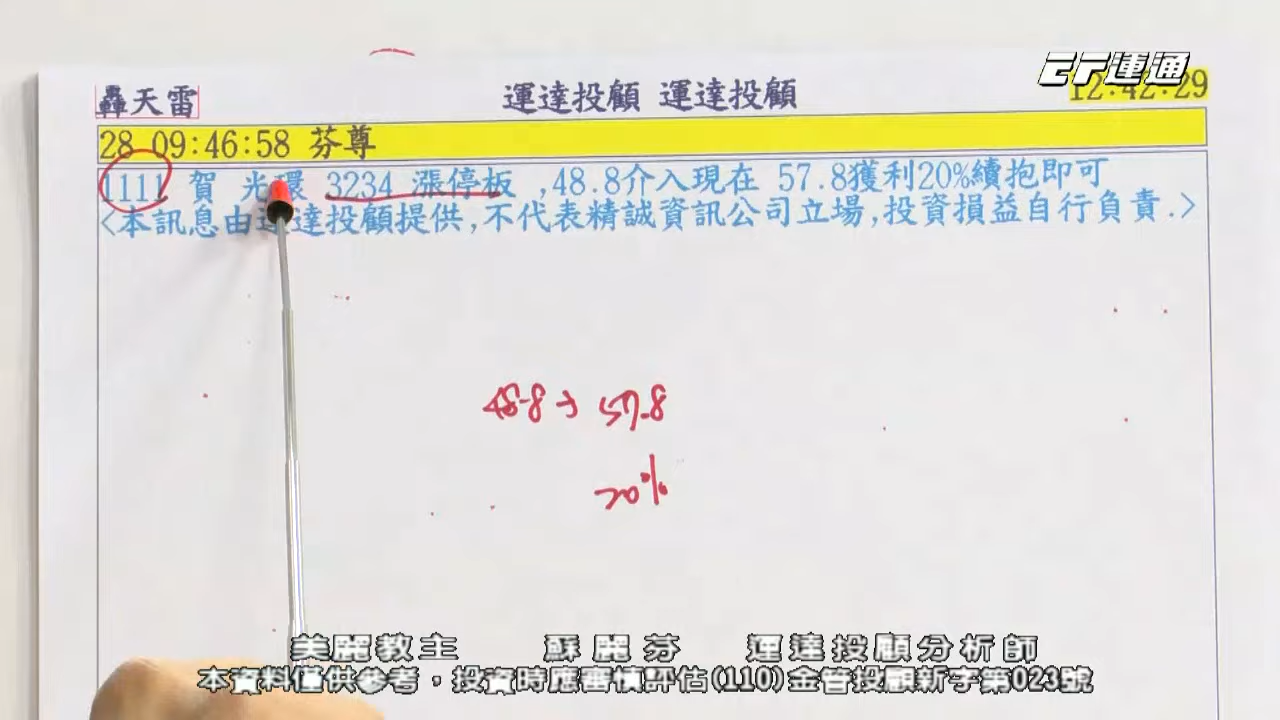 EF運通
轟天雷 運達投顧 運達投顧 12:42:29
28 09:46:58 芬尊
1111 賀 光環 3234 漲停板 ,48.8介入現在 57.8獲利20%續抱即可
<本訊息由運達投顧提供,不代表精誠資訊公司立場,投資損益自行負責.>
48.8→57.8
20%
美麗教主 蘇麗芬 運達投顧分析師
本資料僅供參考,投資時應審慎評估(110)金管投顧新字第023號